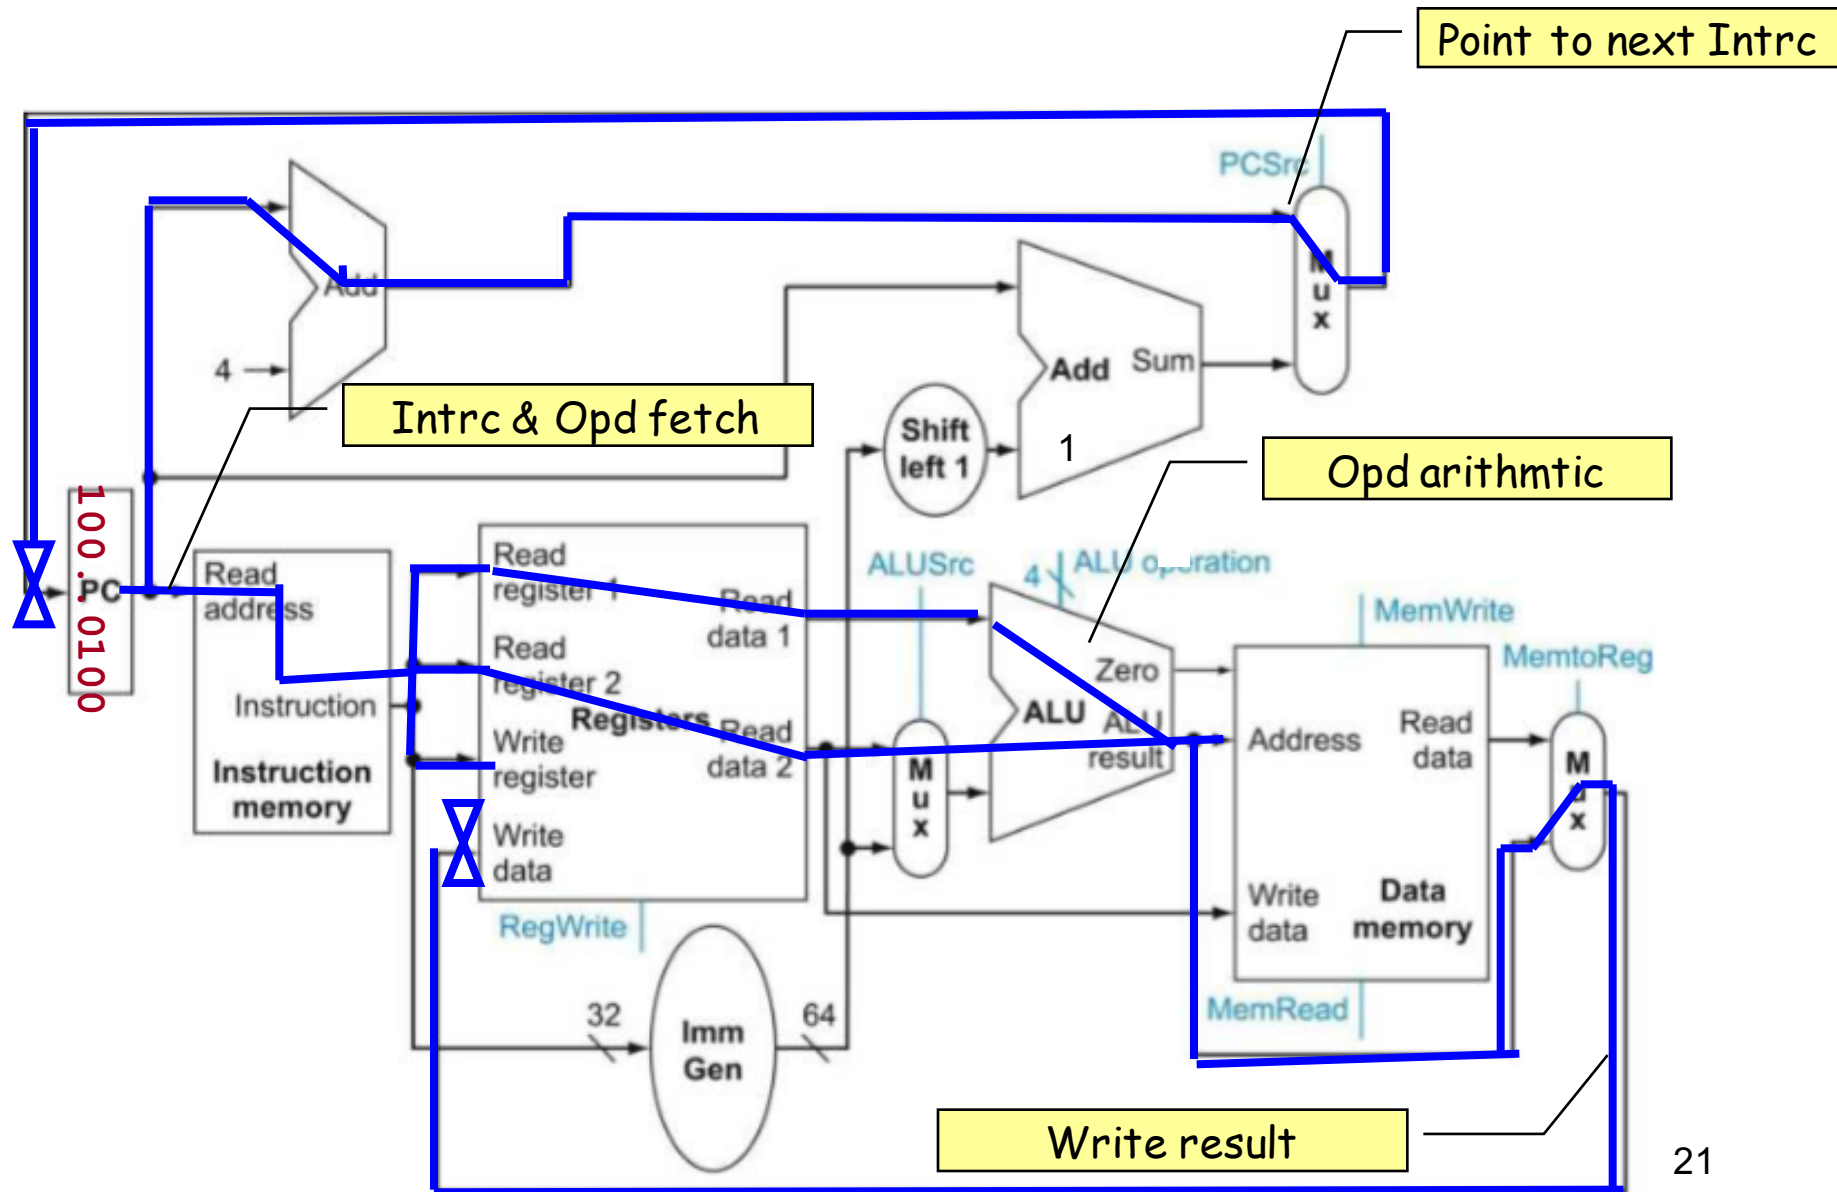 Point to next Intrc
PCSrc
Add
M
u
x
4
Add Sum
Intrc & Opd fetch
Shift
left 1
1
Opd arithmtic
100..0100
PC
Read
address
Instruction
Instruction
memory
Read
register 1
Read
data 1
Read
register 2
Registers
Read
data 2
Write
register
Write
data
RegWrite
ALUSrc
M
u
x
4
ALU operation
Zero
ALU
ALU
result
MemWrite
Address
Read
data
Write
data
Data
memory
MemRead
MemtoReg
M
u
x
32
Imm
Gen
64
Write result
21